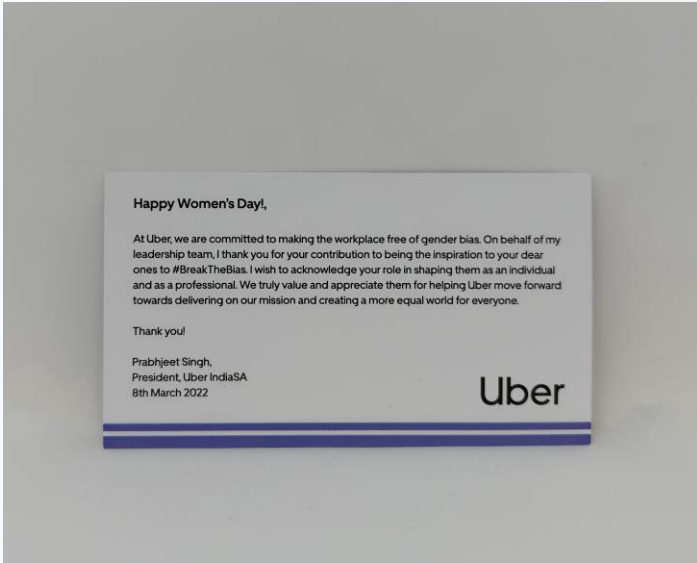 Happy Women's Day!,
At Uber, we are committed to making the workplace free of gender bias. On behalf of my
leadership team, I thank you for your contribution to being the inspiration to your dear
ones to #BreakTheBias. I wish to acknowledge your role in shaping them as an individual
and as a professional. We truly value and appreciate them for helping Uber move forward
towards delivering on our mission and creating a more equal world for everyone.
Thank you!
Prabhjeet Singh,
President, Uber IndiaSA
8th March 2022
Uber